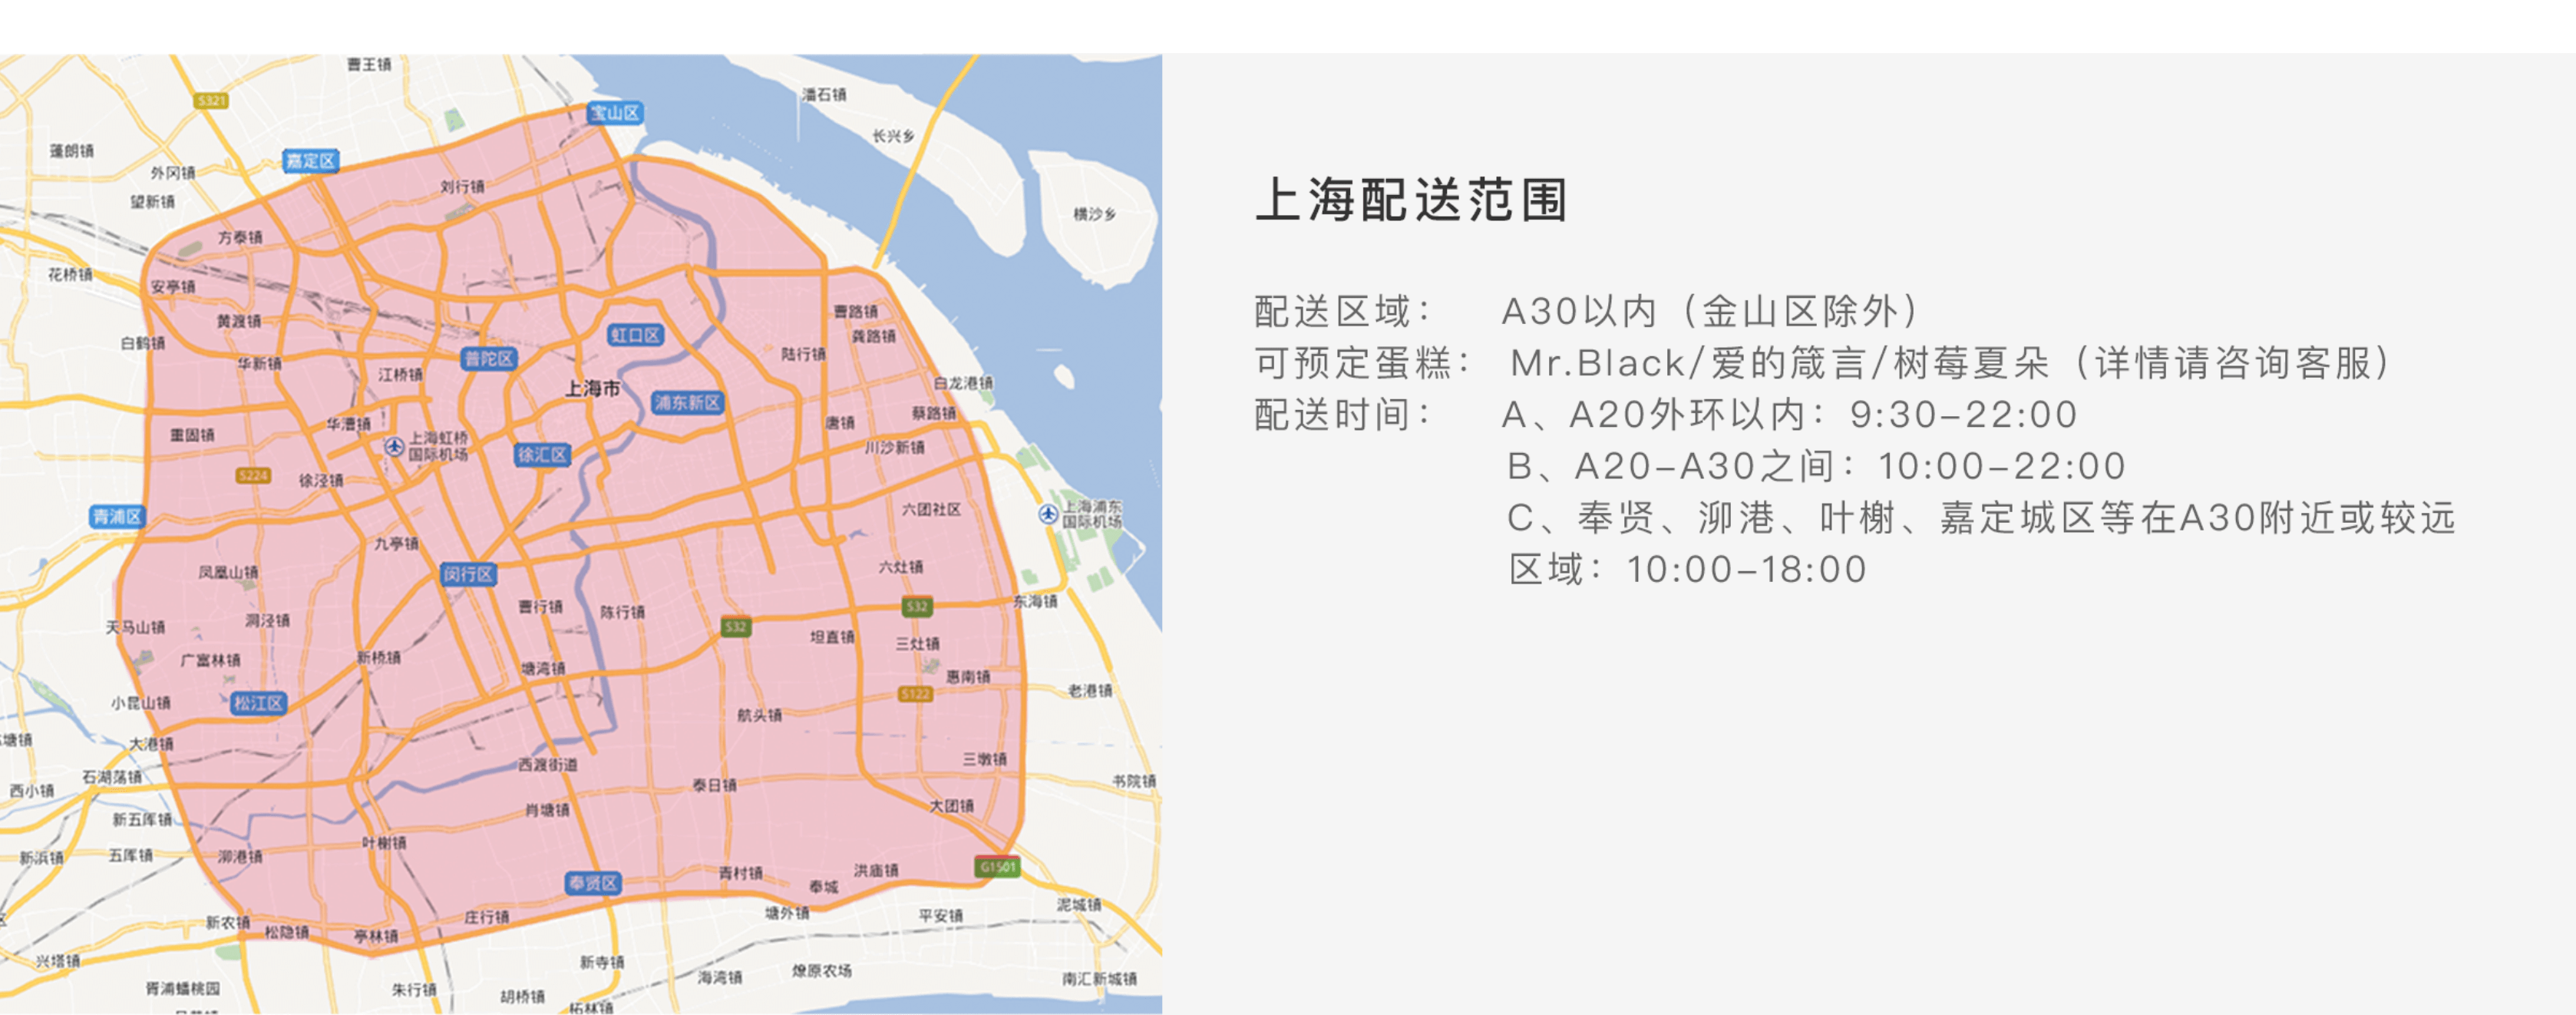 曹王镇
S321
宝山区
潘石镇
长兴乡
蓬朗镇
嘉定区
外冈镇
刘行镇
望新镇
横沙乡
方泰镇
花桥镇
安亭镇
曹路镇
黄渡镇
虹口区
龚路镇
白鹤镇
华新镇
普陀区
陆行镇
江桥镇
上海市
白龙港镇
浦东新区
蔡路镇
华漕镇
唐镇
重固镇
上海虹桥
国际机场
川沙新镇
徐汇区
S224
徐泾镇
青浦区
六团社区
上海浦东
国际机场
九亭镇
凤凰山镇
闵行区
六灶镇
曹行镇
陈行镇
S32
东海镇
洞泾镇
天马山镇
S32
坦直镇
三灶镇
广富林镇
新桥镇
塘湾镇
惠南镇
老港镇
S122
小昆山镇
松江区
航头镇
塘镇
大港镇
西渡街道
三墩镇
石湖荡镇
书院镇
西小镇
泰日镇
新五厍镇
肖塘镇
大团镇
叶榭镇
新浜镇
五厍镇
泖港镇
G1501
奉贤区
青村镇
洪庙镇
奉城
新农镇
庄行镇
塘外镇
平安镇
泥城镇
松隐镇
亭林镇
兴塔镇
新寺镇
海湾镇
燎原农场
南汇新城镇
胥浦蟠桃园
朱行镇
胡桥镇
柘林镇
上海配送范围
配送区域： A30以内（金山区除外）
可预定蛋糕： Mr.Black/爱的箴言/树莓夏朵（详情请咨询客服）
配送时间： A、A20外环以内：9:30-22:00
B、A20-A30之间：10:00-22:00
C、奉贤、泖港、叶榭、嘉定城区等在A30附近或较远
区域：10:00-18:00